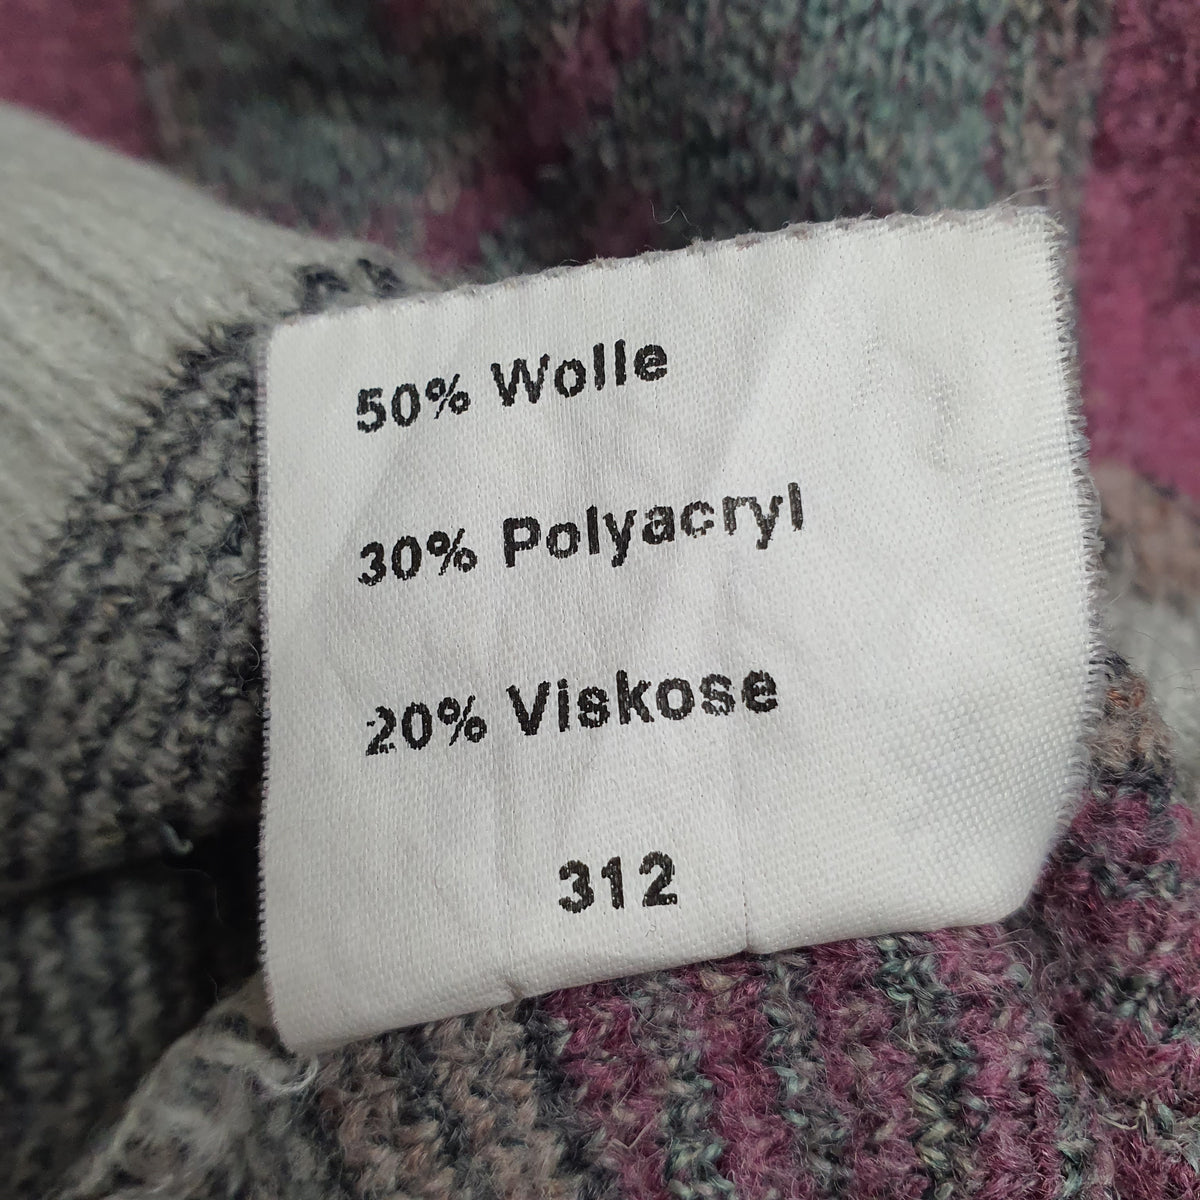 50% Wolle
30% Polyacryl
20% Viskose
312